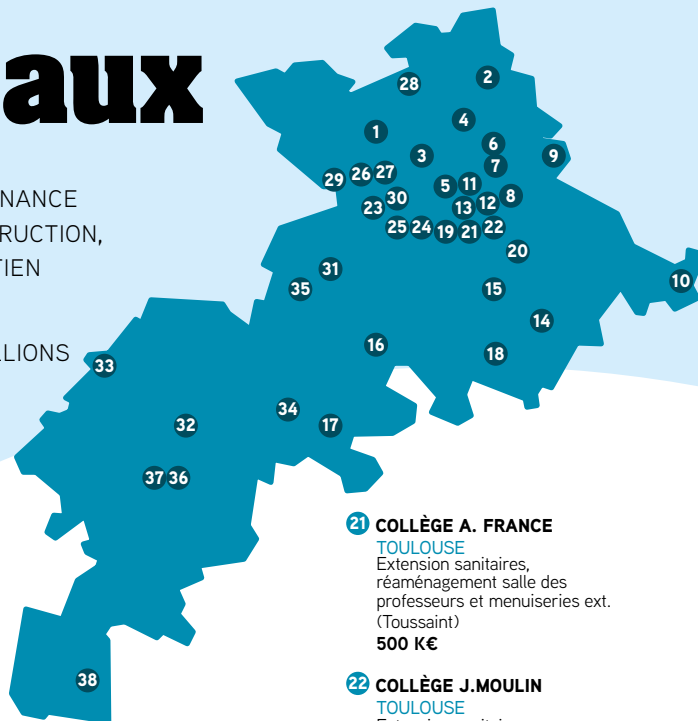 aux
NANCE
RUCTION,
TIEN
LLIONS
28
2
4
1
6
3
9
7
29 26 27
5 11
8
23 30
13 12
25 24 19 21 22
20
31
10
35
15
14
16
18
33
34
32
17
37 36
38
21 COLLÈGE A. FRANCE
TOULOUSE
Extension sanitaires,
réaménagement salle des
professeurs et menuiseries ext.
(Toussaint)
500 K€
22 COLLÈGE J.MOULIN
TOULOUSE
Extension